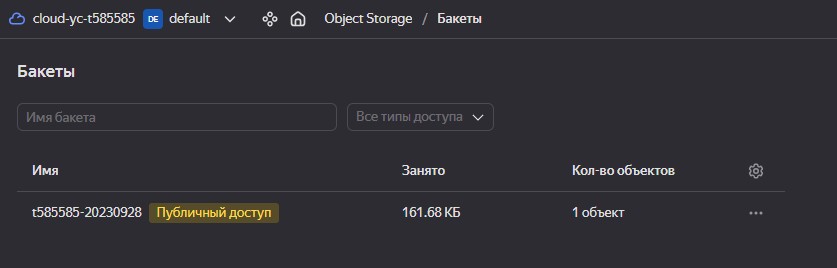 cloud-yc-t585585 DE default Object Storage / Бакеты
Бакеты
Имя бакета Все типы доступа
Имя Занято Кол-во объектов
t585585-20230928 Публичный доступ 161.68 КБ 1 объект